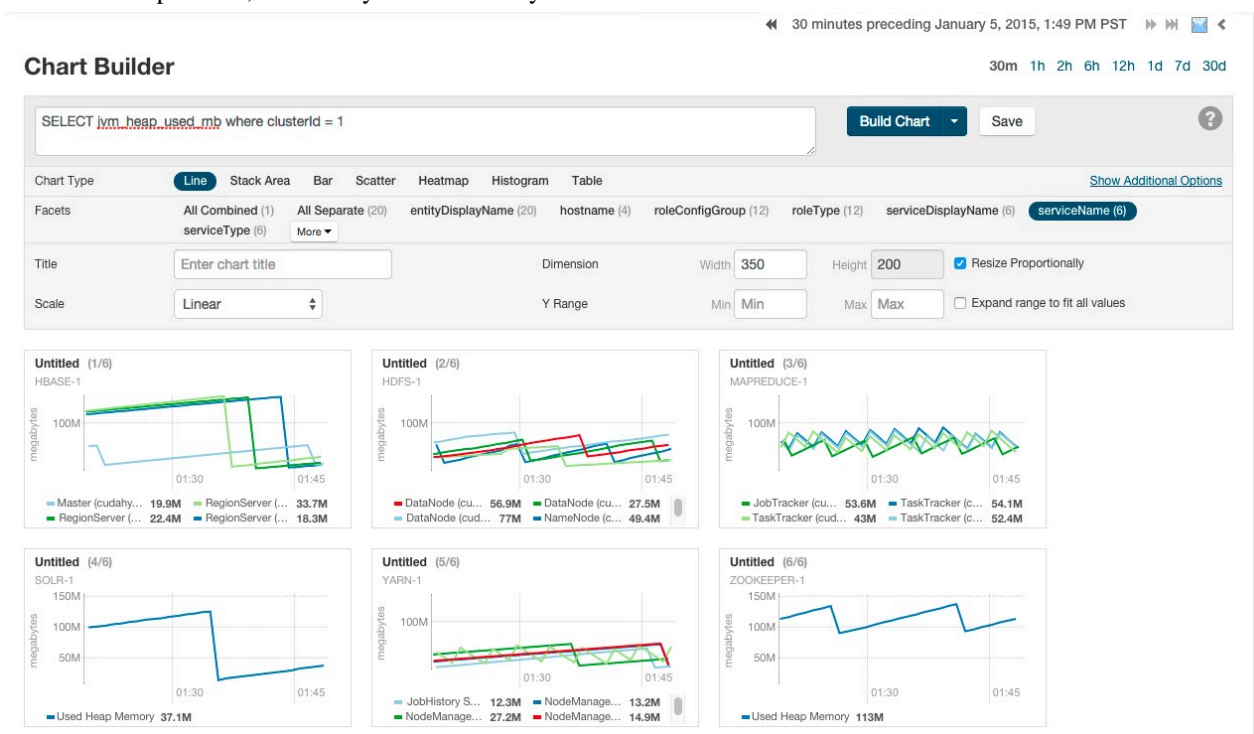 30 minutes preceding January 5, 2015, 1:49 PM PST
Chart Builder
30m 1h 2h 6h 12h 1d 7d 30d
SELECT jvm_heap_used_mb where clusterId = 1
Build Chart Save ?
Chart Type Line Stack Area Bar Scatter Heatmap Histogram Table Show Additional Options
Facets All Combined (1) All Separate (20) entityDisplayName (20) hostname (4) roleConfigGroup (12) roleType (12) serviceDisplayName (6) serviceName (6)
serviceType (6) More
Title Enter chart title Dimension Width 350 Height 200 Resize Proportionally
Scale Linear Y Range Min Min Max Max Expand range to fit all values
Untitled (1/6)
HBASE-1
megabytes
100M
01:30 01:45
Master (cudahy... 19.9M RegionServer (... 33.7M
RegionServer (... 22.4M RegionServer (... 18.3M
Untitled (2/6)
HDFS-1
megabytes
100M
01:30 01:45
DataNode (cu... 56.9M DataNode (cu... 27.5M
DataNode (cud... 77M NameNode (c... 49.4M
Untitled (3/6)
MAPREDUCE-1
megabytes
100M
01:30 01:45
JobTracker (cu... 53.6M TaskTracker (c... 54.1M
TaskTracker (cud... 43M TaskTracker (c... 52.4M
Untitled (4/6)
SOLR-1
megabytes
150M
100M
50M
01:30 01:45
Used Heap Memory 37.1M
Untitled (5/6)
YARN-1
megabytes
100M
01:30 01:45
JobHistory S... 12.3M NodeManage... 13.2M
NodeManage... 27.2M NodeManage... 14.9M
Untitled (6/6)
ZOOKEEPER-1
megabytes
150M
100M
50M
01:30 01:45
Used Heap Memory 113M